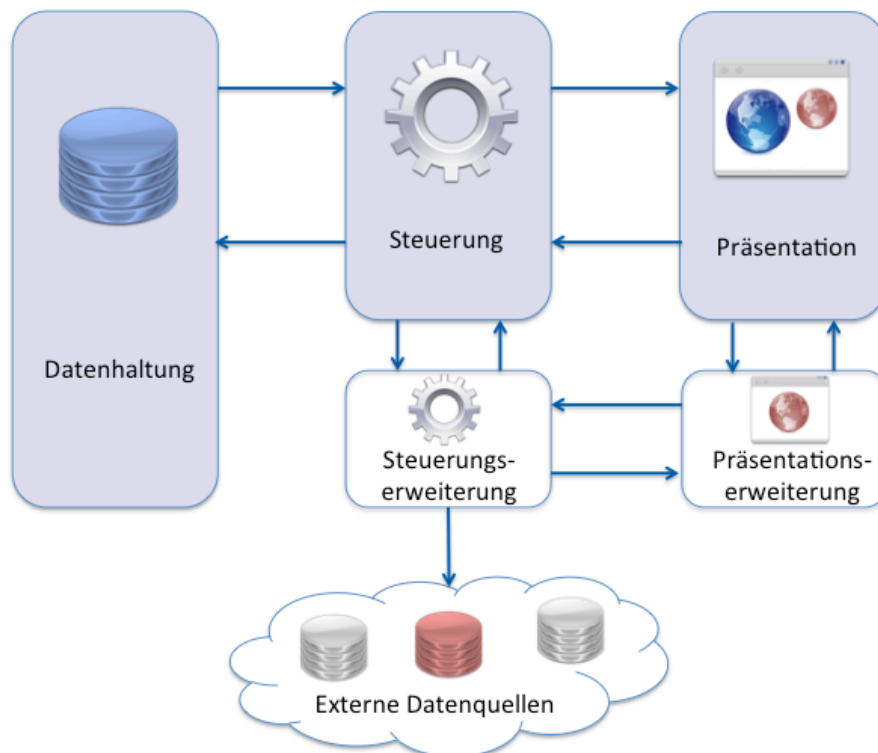 Steuerung
Präsentation
Datenhaltung
Steuerungs-
erweiterung
Präsentations-
erweiterung
Externe Datenquellen